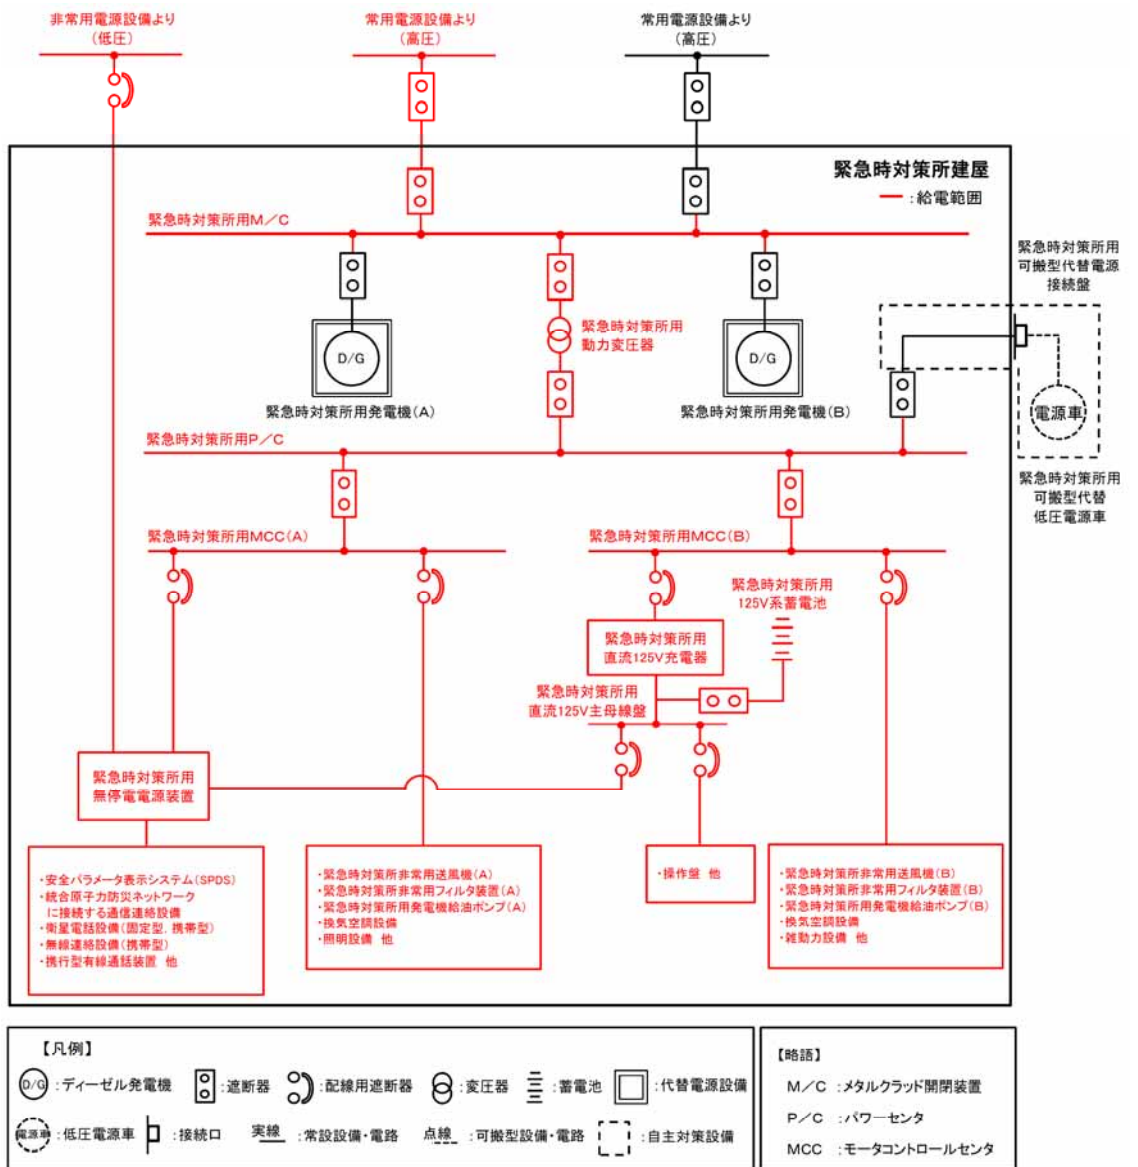 非常用電源設備より
(低圧)
常用電源設備より
(高圧)
常用電源設備より
(高圧)
緊急時対策所建屋
:給電範囲
緊急時対策所用M/C
緊急時対策所用
可搬型代替電源
接続盤
緊急時対策所用
動力変圧器
D/G
D/G
緊急時対策所用発電機(A)
緊急時対策所用発電機(B)
電源車
緊急時対策所用P/C
緊急時対策所用
可搬型代替
低圧電源車
緊急時対策所用MCC(A)
緊急時対策所用MCC(B)
緊急時対策所用
125V系蓄電池
緊急時対策所用
直流125V充電器
緊急時対策所用
直流125V主母線盤
緊急時対策所用
無停電電源装置
・安全パラメータ表示システム(SPDS)
・統合原子力防災ネットワーク
に接続する通信連絡設備
・衛星電話設備(固定型、携帯型)
・無線連絡設備(携帯型)
・携行型有線通話装置 他
・緊急時対策所非常用送風機(A)
・緊急時対策所非常用フィルタ装置(A)
・緊急時対策所用発電機給油ポンプ(A)
・換気空調設備
・照明設備 他
・操作盤 他
・緊急時対策所非常用送風機(B)
・緊急時対策所非常用フィルタ装置(B)
・緊急時対策所用発電機給油ポンプ(B)
・換気空調設備
・雑動力設備 他
【凡例】
D/G :ディーゼル発電機 :遮断器 :配線用遮断器 :変圧器 :蓄電池 :代替電源設備
電源車 :低圧電源車 :接続口 実線 :常設設備・電路 点線 :可搬型設備・電路 :自主対策設備
【略語】
M/C :メタルクラッド開閉装置
P/C :パワーセンタ
MCC :モータコントロールセンタ